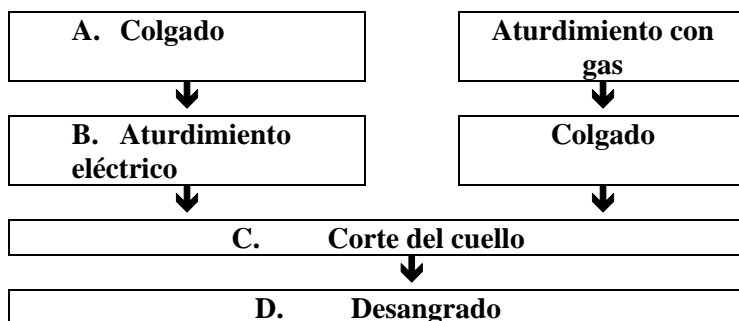 A. Colgado
Aturdimiento con
gas
B. Aturdimiento
eléctrico
Colgado
C. Corte del cuello
D. Desangrado